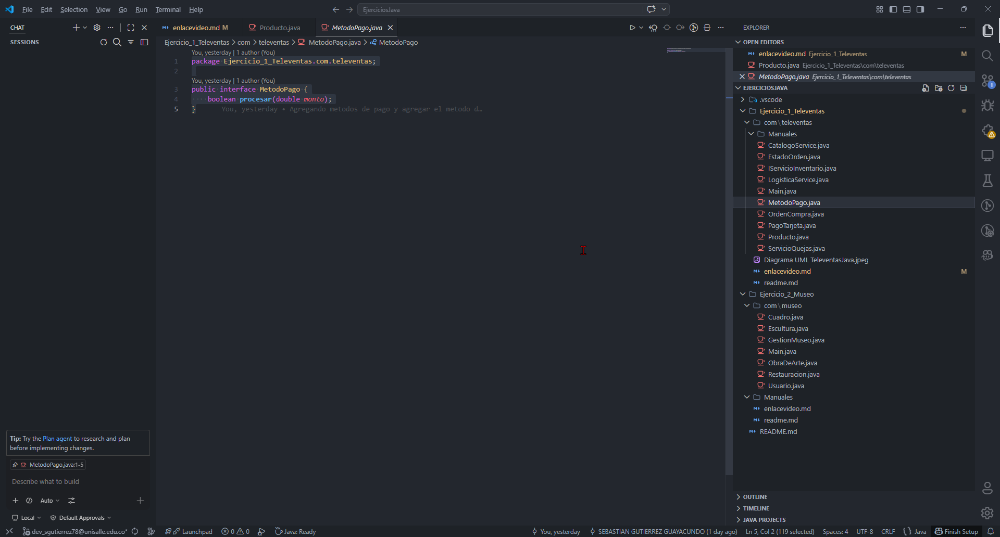 File Edit Selection View Go Run Terminal Help
EjerciciosJava
CHAT
SESSIONS
enlacevideo.md M
Producto.java
MetodoPago.java
Ejercicio_1_Televentas > com > televentas > MetodoPago.java > MetodoPago
You, yesterday | 1 author (You)
1 package Ejercicio_1_Televentas.com.televentas;
2
You, yesterday | 1 author (You)
3 public interface MetodoPago {
4 ····boolean procesar(double monto);
5 } You, yesterday • Agregando metodos de pago y agregar el metodo d…
Tip: Try the Plan agent to research and plan
before implementing changes.
MetodoPago.java:1-5
Describe what to build
Auto
Local
Default Approvals
EXPLORER
OPEN EDITORS
enlacevideo.md Ejercicio_1_Televentas M
Producto.java Ejercicio_1_Televentas\com\televentas
MetodoPago.java Ejercicio_1_Televentas\com\televentas
EJERCICIOSJAVA
.vscode
Ejercicio_1_Televentas
com\televentas
Manuales
CatalogoService.java
EstadoOrden.java
IServicioInventario.java
LogisticaService.java
Main.java
MetodoPago.java
OrdenCompra.java
PagoTarjeta.java
Producto.java
ServicioQuejas.java
Diagrama UML TeleventasJava.jpeg
enlacevideo.md M
readme.md
Ejercicio_2_Museo
com\museo
Cuadro.java
Escultura.java
GestionMuseo.java
Main.java
ObraDeArte.java
Restauracion.java
Usuario.java
Manuales
enlacevideo.md
readme.md
README.md
OUTLINE
TIMELINE
JAVA PROJECTS
1
dev_sgutierrez78@unisalle.edu.co*
Launchpad
0 0
Java: Ready
You, yesterday
SEBASTIAN GUTIERREZ GUAYACUNDO (1 day ago)
Ln 5, Col 2 (119 selected)
Spaces: 4
UTF-8
CRLF
{} Java
Finish Setup